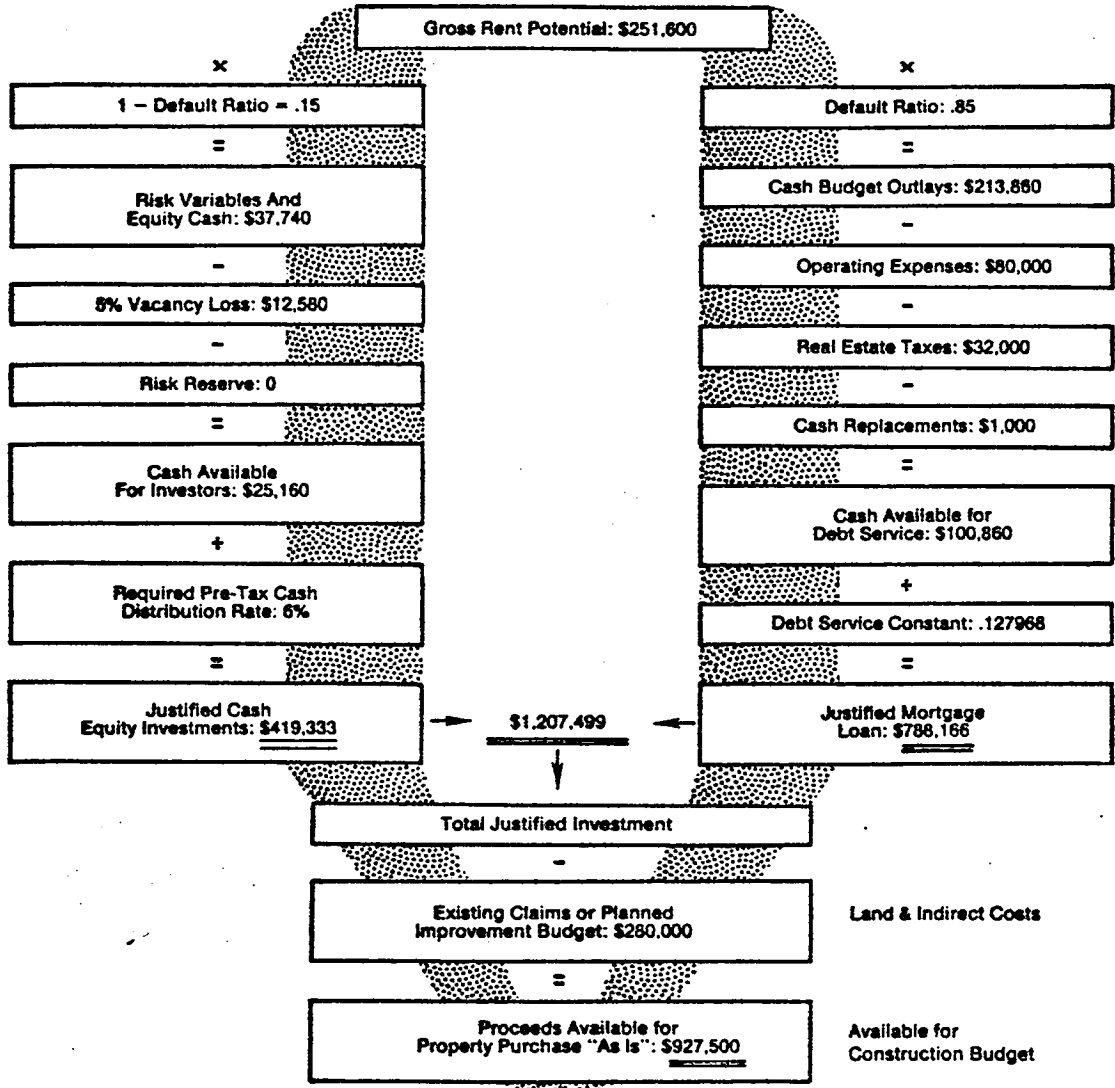 Gross Rent Potential: $251,600
×
1 – Default Ratio = .15
=
Risk Variables And
Equity Cash: $37,740
–
5% Vacancy Loss: $12,580
–
Risk Reserve: 0
=
Cash Available
For Investors: $25,160
+
Required Pre-Tax Cash
Distribution Rate: 6%
=
Justified Cash
Equity Investments: $419,333
×
Default Ratio: .85
=
Cash Budget Outlays: $213,860
–
Operating Expenses: $80,000
–
Real Estate Taxes: $32,000
–
Cash Replacements: $1,000
=
Cash Available for
Debt Service: $100,860
+
Debt Service Constant: .127968
=
Justified Mortgage
Loan: $788,166
$1,207,499
Total Justified Investment
–
Existing Claims or Planned
Improvement Budget: $280,000
Land & Indirect Costs
=
Proceeds Available for
Property Purchase "As Is": $927,500
Available for
Construction Budget